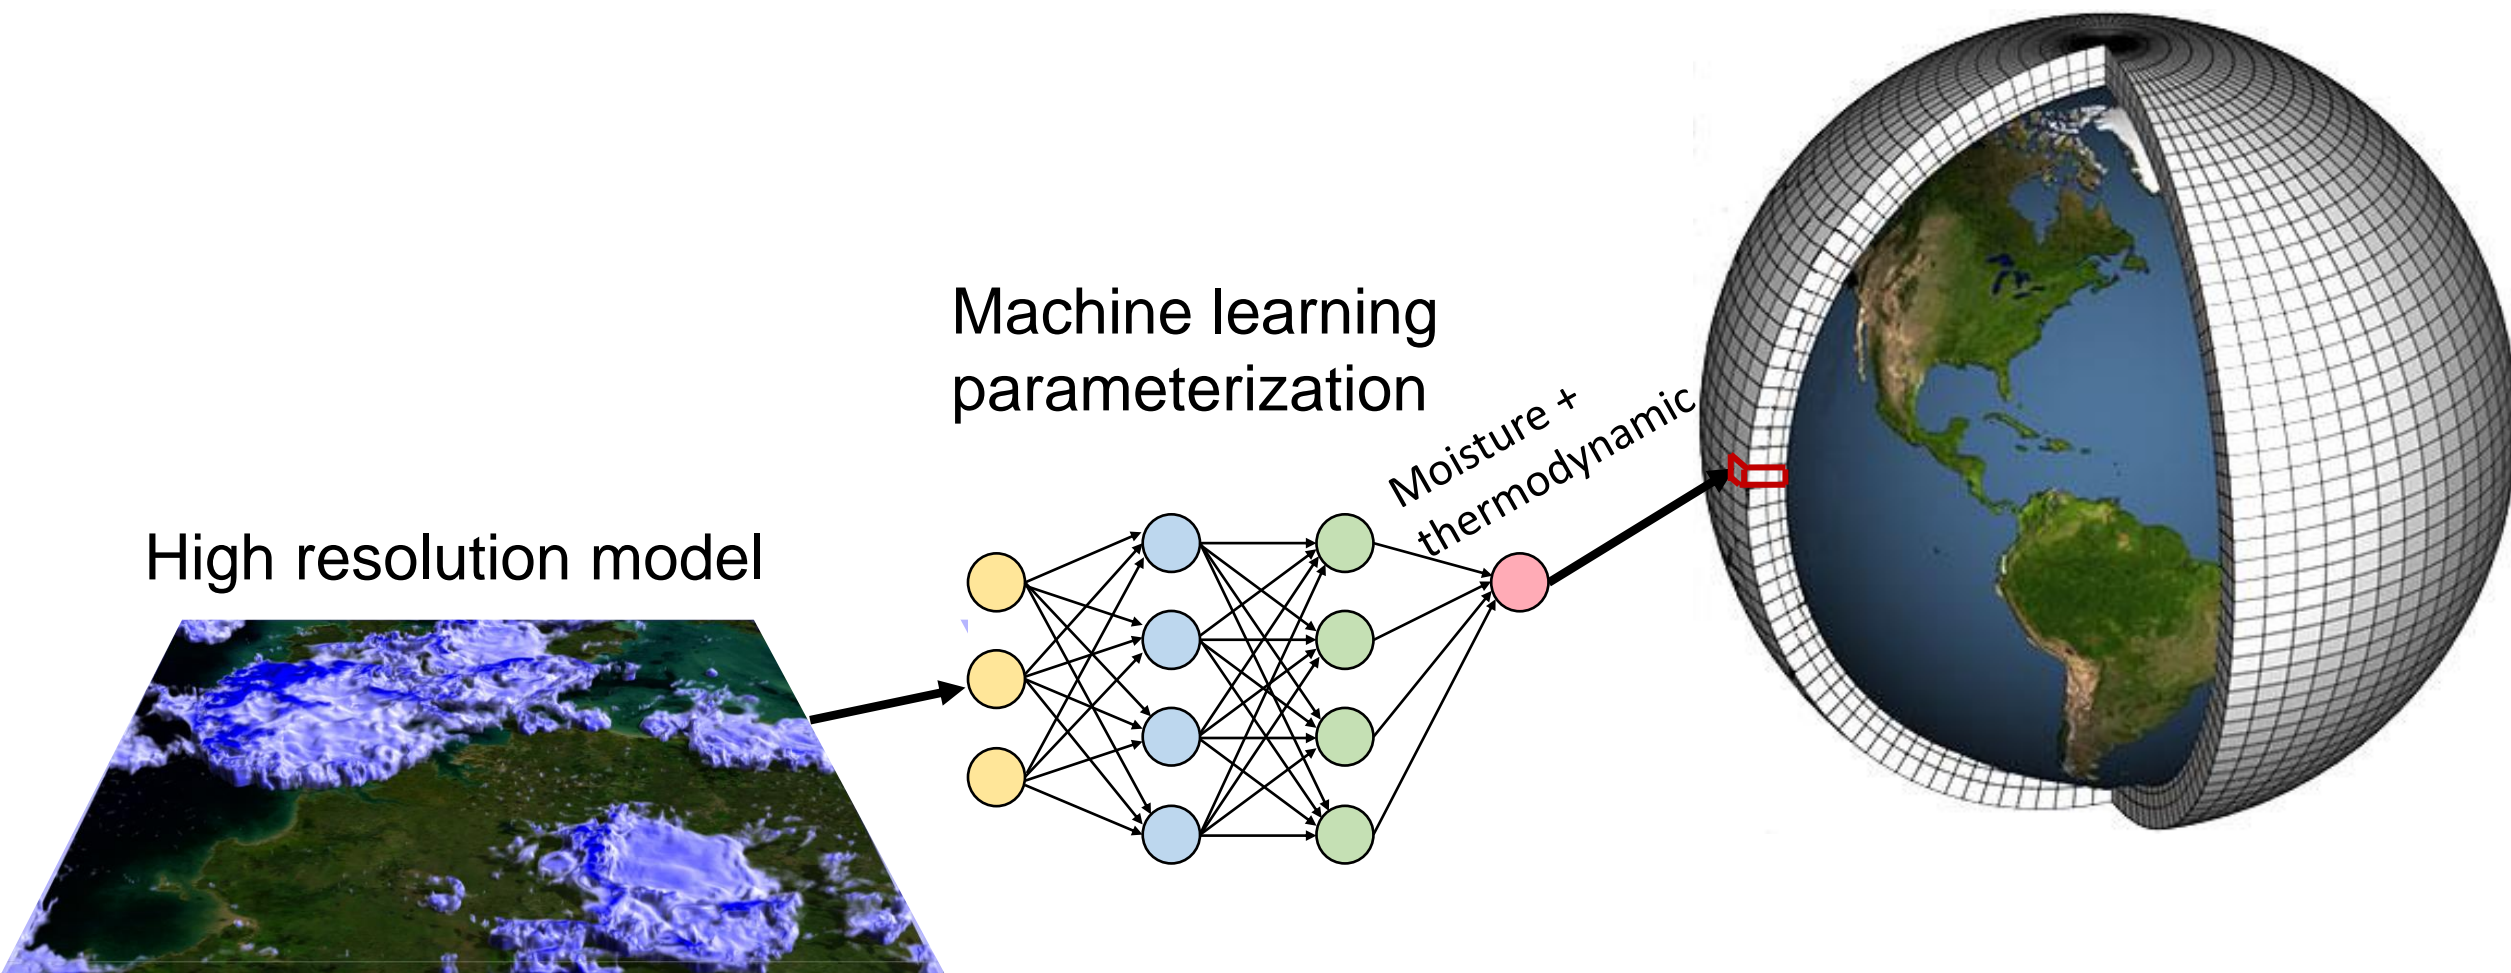 High resolution model
Machine learning
parameterization
Moisture +
thermodynamic